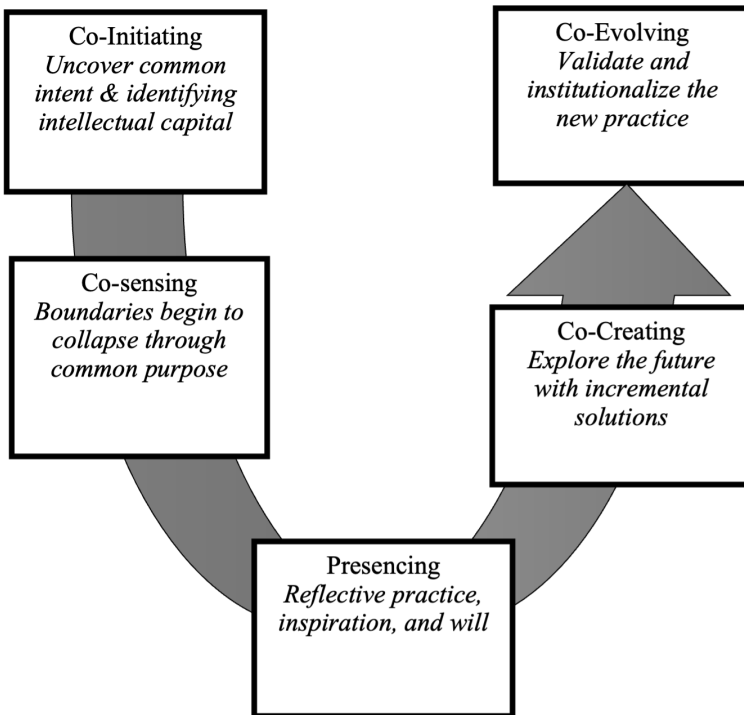 Co-Initiating
Uncover common
intent & identifying
intellectual capital
Co-sensing
Boundaries begin to
collapse through
common purpose
Presencing
Reflective practice,
inspiration, and will
Co-Creating
Explore the future
with incremental
solutions
Co-Evolving
Validate and
institutionalize the
new practice